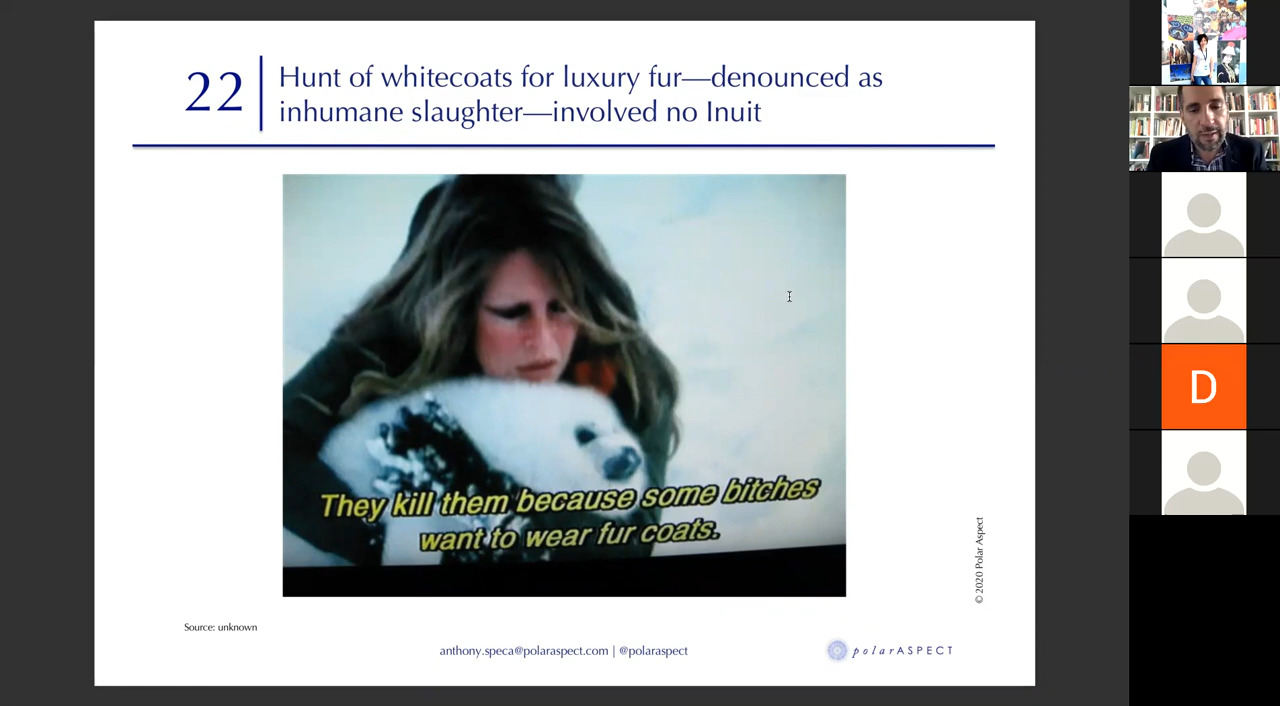 22
Hunt of whitecoats for luxury fur—denounced as
inhumane slaughter—involved no Inuit
They kill them because some bitches
want to wear fur coats.
© 2020 Polar Aspect
Source: unknown
anthony.speca@polaraspect.com | @polaraspect
polarASPECT
D